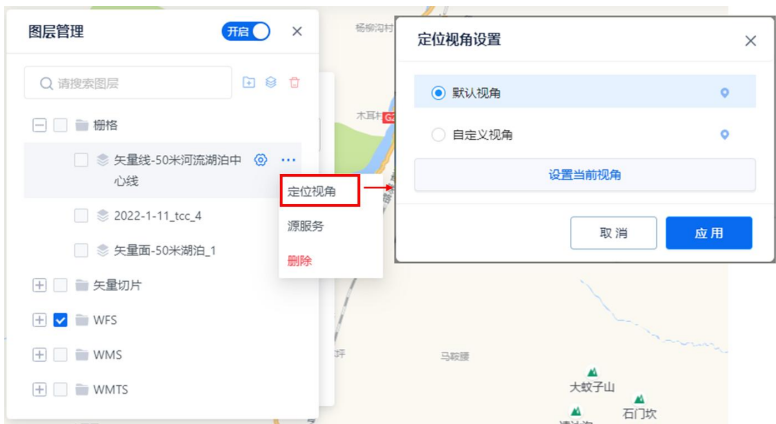 图层管理
开启
请搜索图层
栅格
矢量线-50米河流湖泊中
心线
2022-1-11_tcc_4
矢量面-50米湖泊_1
矢量切片
WFS
WMS
WMTS
定位视角
源服务
删除
杨柳沟村
木耳村
定位视角设置
默认视角
自定义视角
设置当前视角
取消
应用
马鞍腰
大蚊子山
石门坎